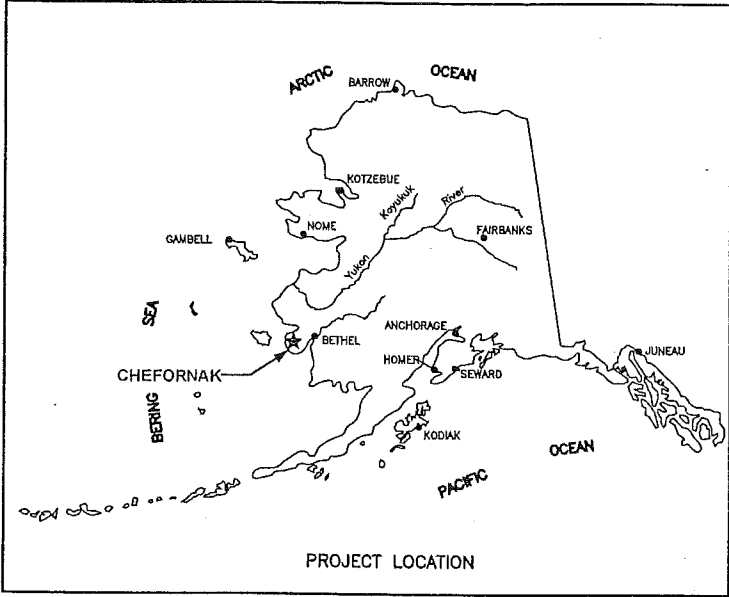 ARCTIC OCEAN
BARROW
KOTZEBUE
Koyukuk
River
NOME
GAMBELL
FAIRBANKS
Yukon
BERING SEA
ANCHORAGE
BETHEL
JUNEAU
HOMER
SEWARD
CHEFORNAK
KODIAK
PACIFIC OCEAN
PROJECT LOCATION